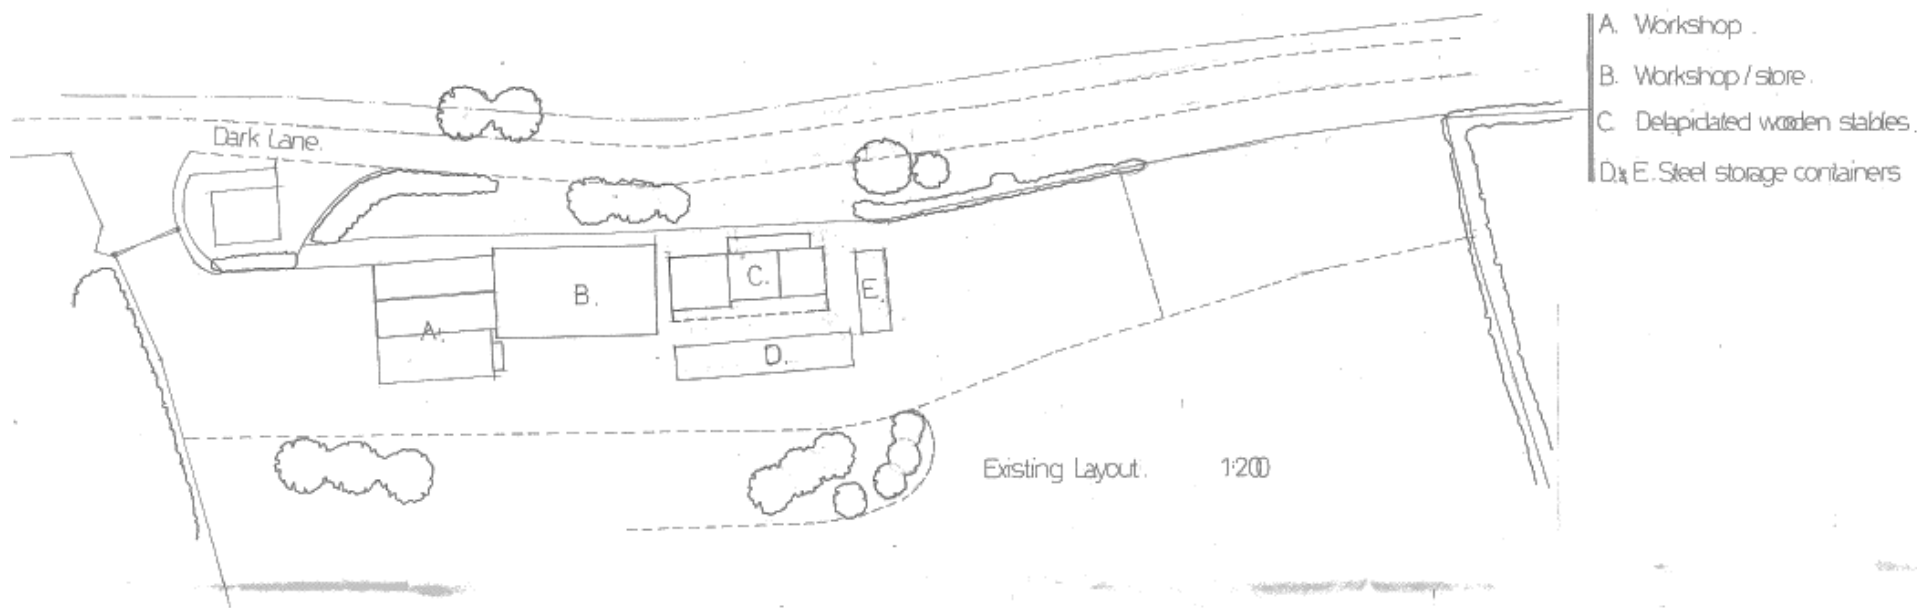 A. Workshop.
B. Workshop / store.
C. Delapidated wooden stables.
D.& E. Steel storage containers
Dark Lane.
A.
B.
C.
E.
D.
Existing Layout. 1:200